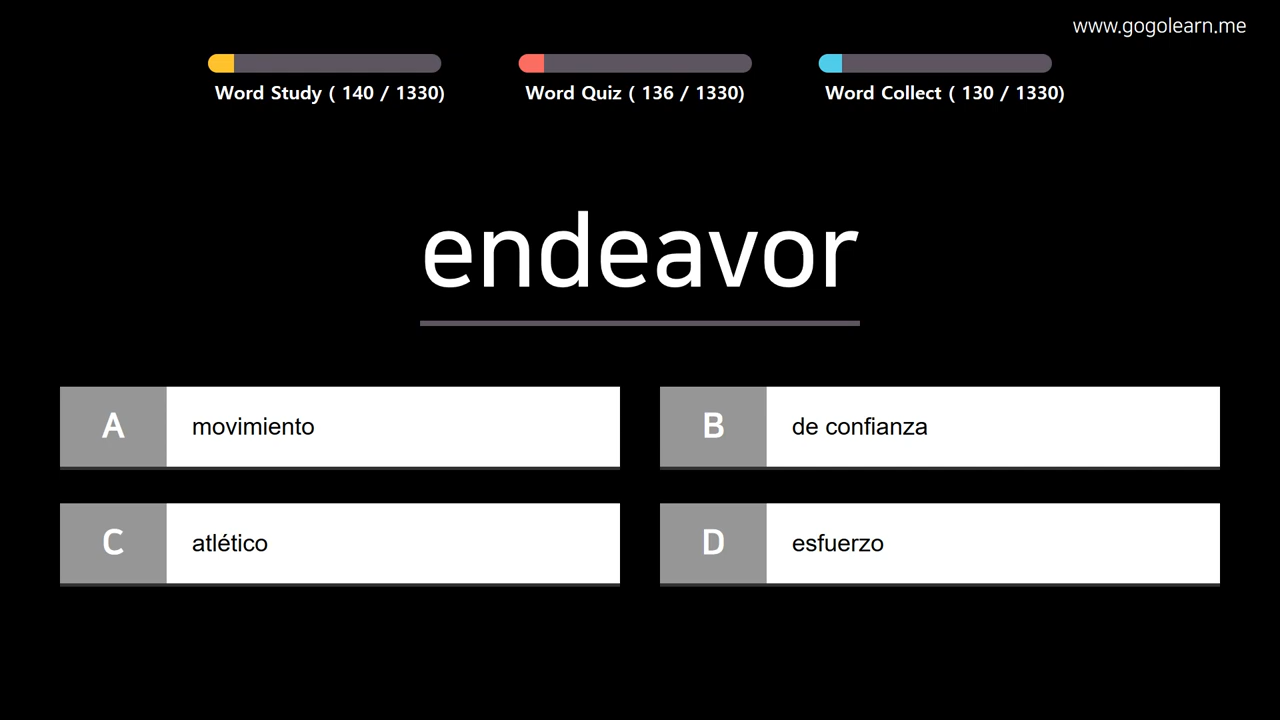 www.gogolearn.me
Word Study ( 140 / 1330)
Word Quiz ( 136 / 1330)
Word Collect ( 130 / 1330)
endeavor
A movimiento
B de confianza
C atlético
D esfuerzo